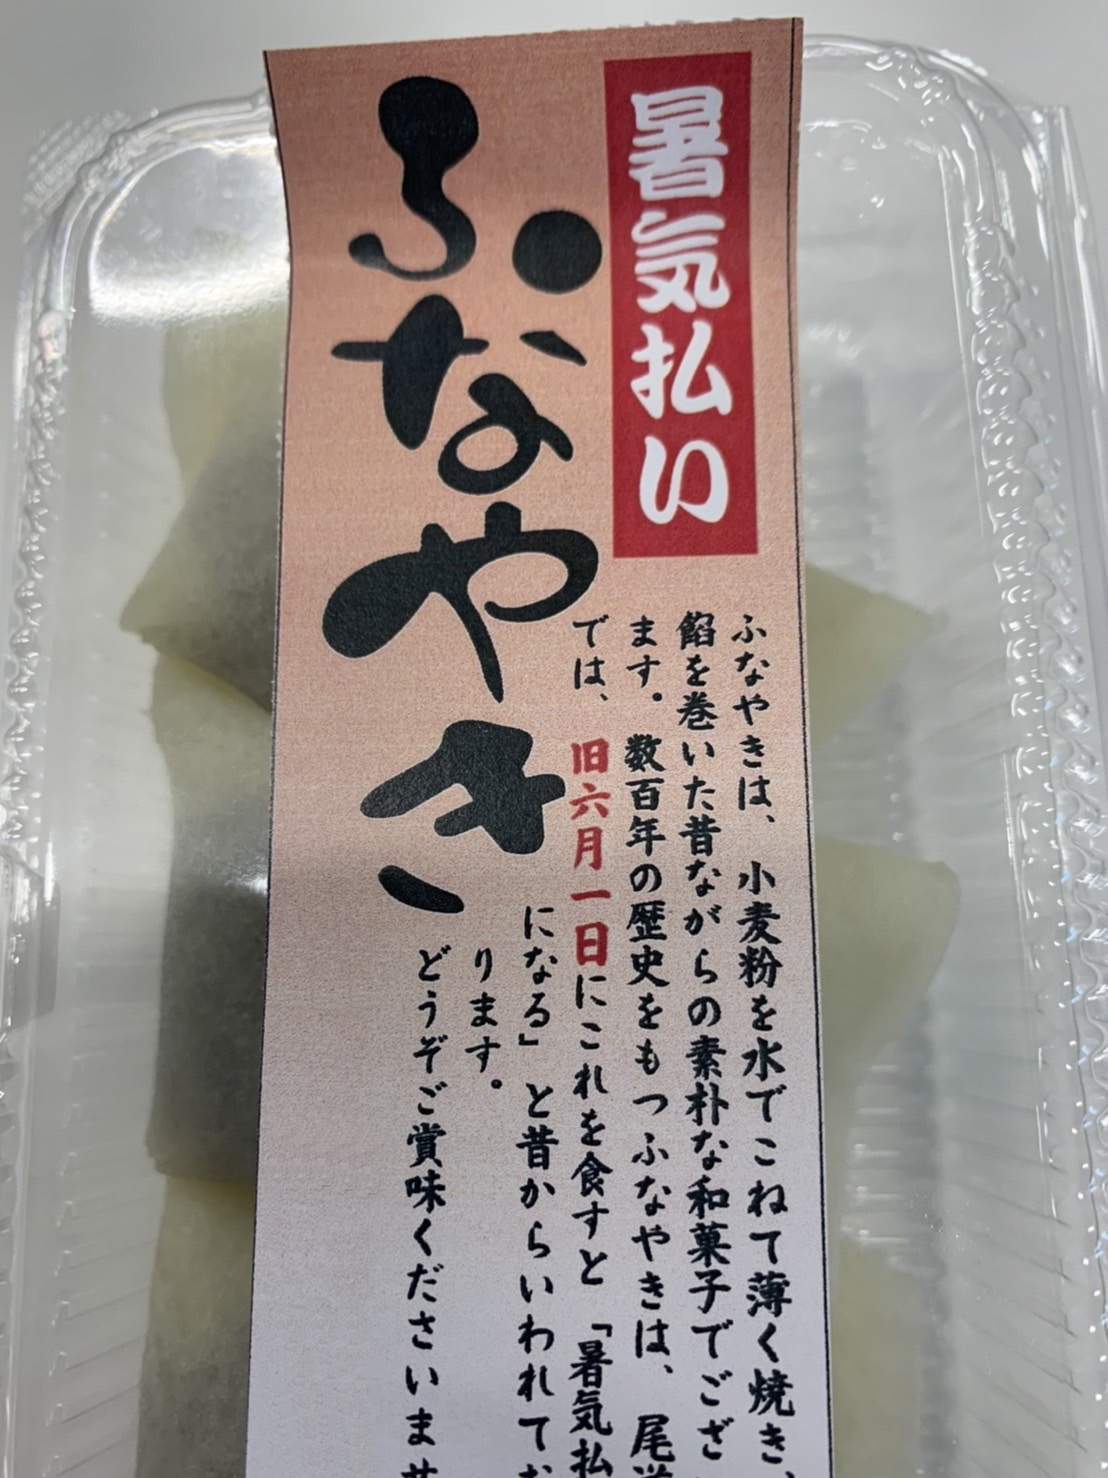 暑気払い
ふなやき
ふなやきは、小麦粉を水でこねて薄く焼き、
餡を巻いた昔ながらの素朴な和菓子でござ
ます。数百年の歴史をもつふなやきは、尾
では、旧六月一日にこれを食すと「暑気払
になる」と昔からいわれてお
ります。
どうぞご賞味くださいませ